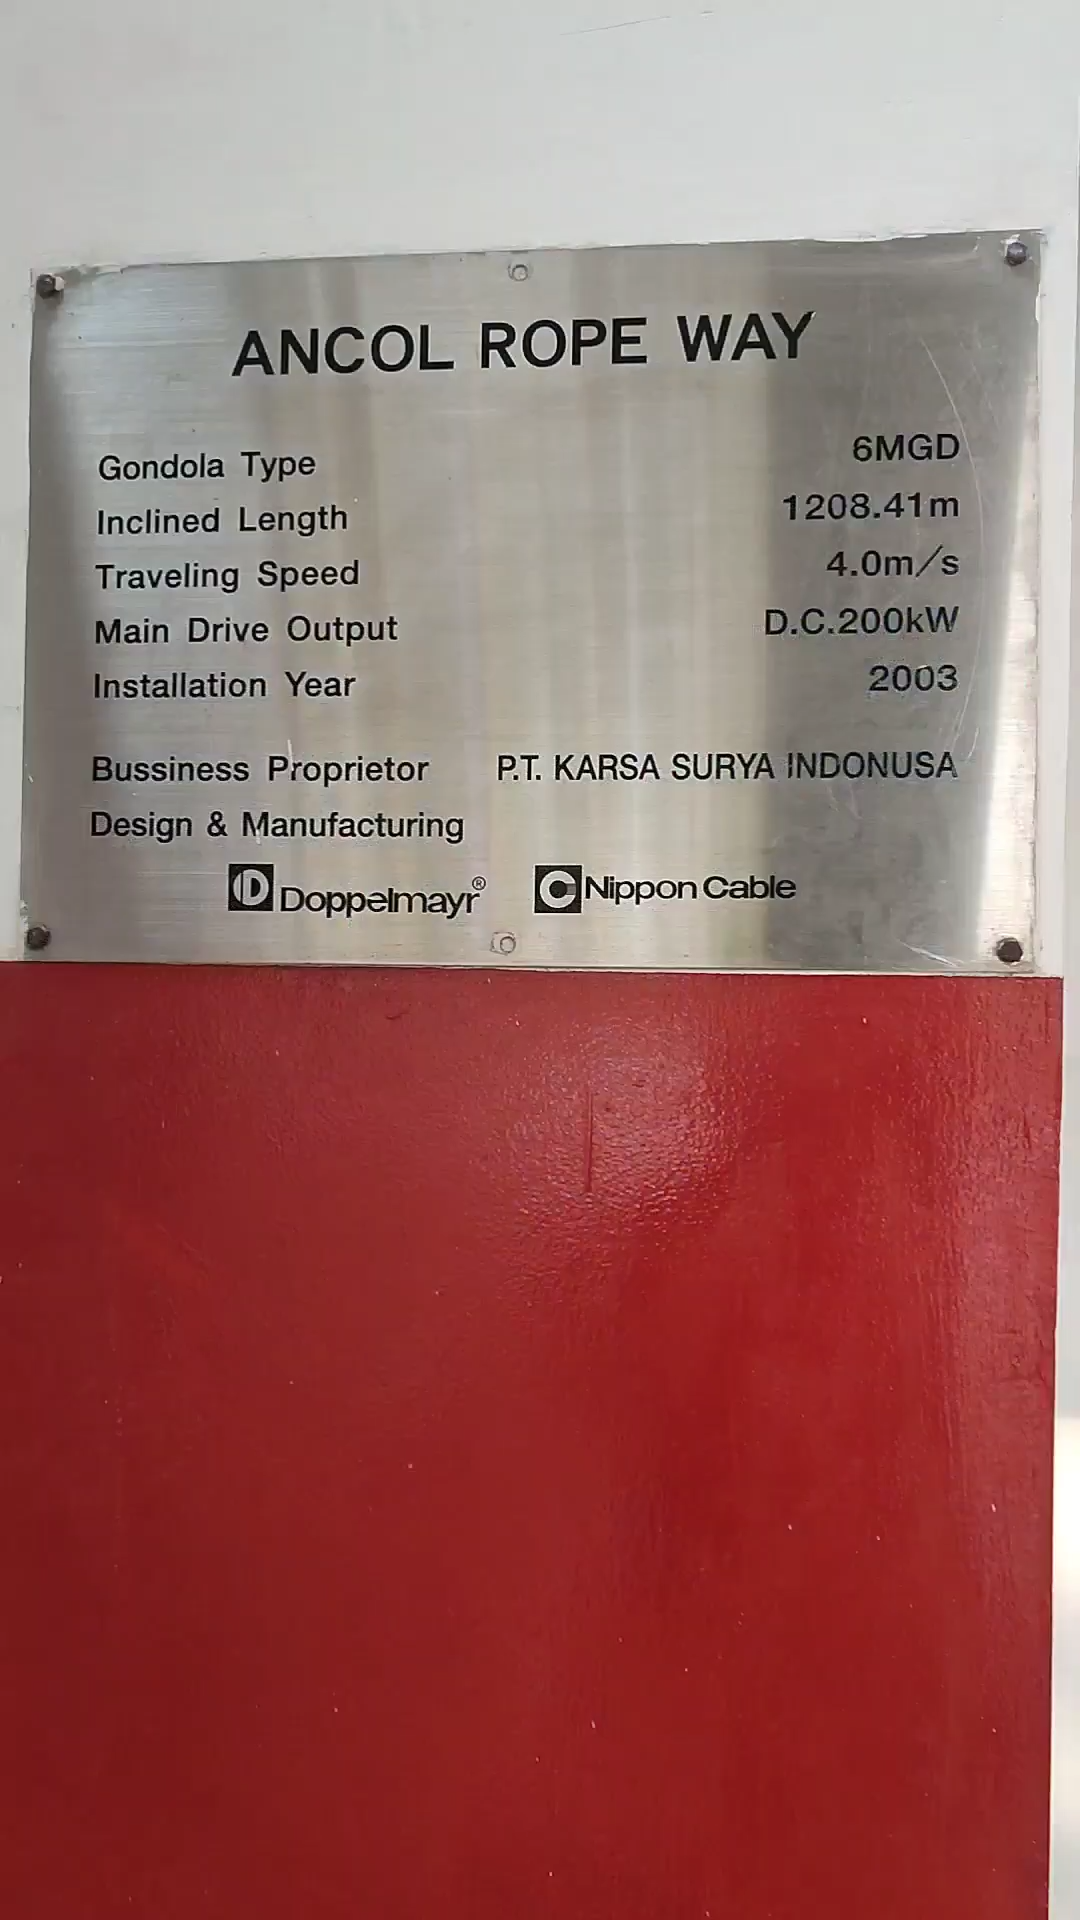 ANCOL ROPE WAY
Gondola Type 6MGD
Inclined Length 1208.41m
Traveling Speed 4.0m/s
Main Drive Output D.C.200kW
Installation Year 2003
Bussiness Proprietor P.T. KARSA SURYA INDONUSA
Design & Manufacturing
Doppelmayr® Nippon Cable